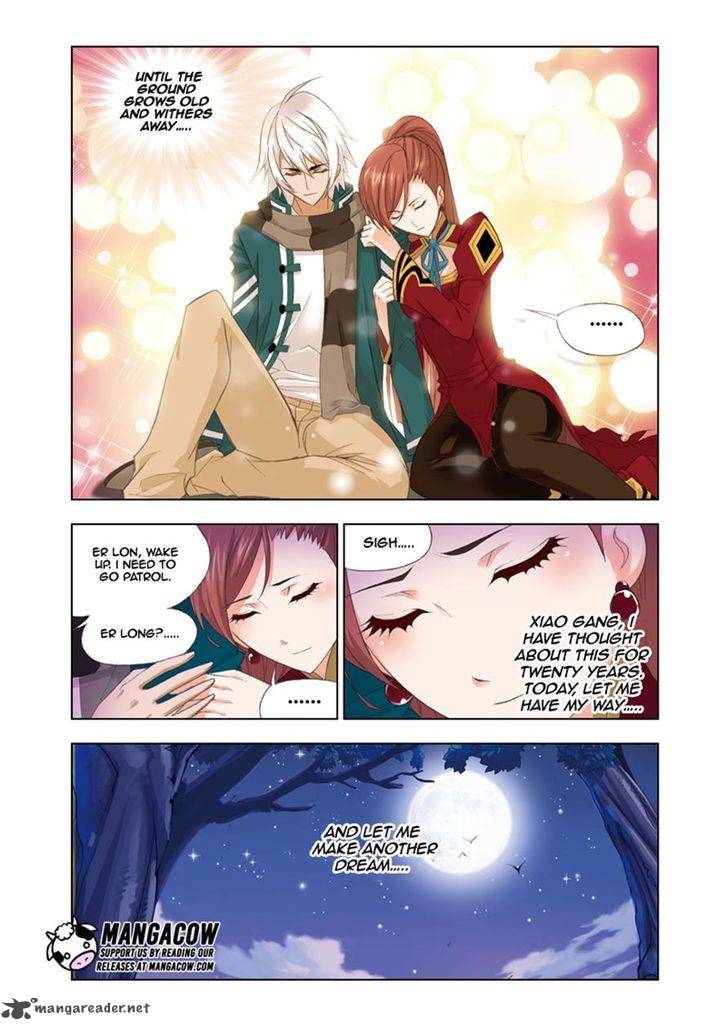 UNTIL THE
GROUND
GROWS OLD
AND WITHERS
AWAY.....
......
ER LON, WAKE
UP. I NEED TO
GO PATROL.
ER LONG?.....
......
SIGH.....
XIAO GANG, I
HAVE THOUGHT
ABOUT THIS FOR
TWENTY YEARS.
TODAY, LET ME
HAVE MY WAY.....
AND LET ME
MAKE ANOTHER
DREAM.....
MANGACOW
SUPPORT US BY READING OUR
RELEASES AT MANGACOW.COM
mangareader.net